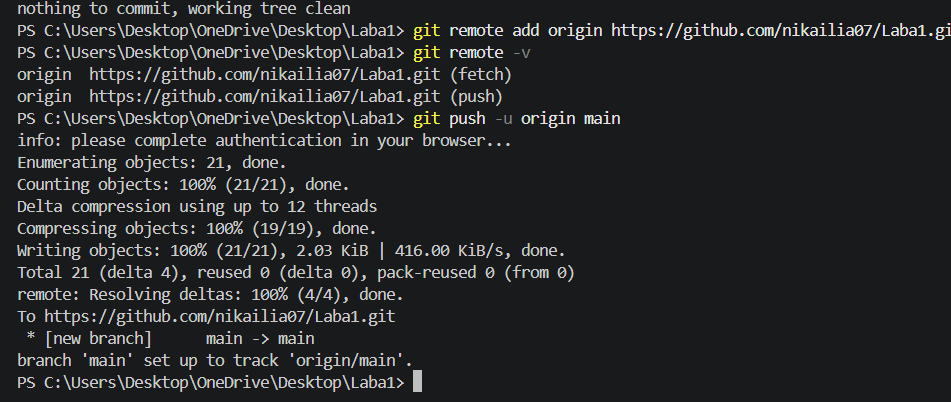 nothing to commit, working tree clean
PS C:\Users\Desktop\OneDrive\Desktop\Laba1> git remote add origin https://github.com/nikailia07/Laba1.gi
PS C:\Users\Desktop\OneDrive\Desktop\Laba1> git remote -v
origin  https://github.com/nikailia07/Laba1.git (fetch)
origin  https://github.com/nikailia07/Laba1.git (push)
PS C:\Users\Desktop\OneDrive\Desktop\Laba1> git push -u origin main
info: please complete authentication in your browser...
Enumerating objects: 21, done.
Counting objects: 100% (21/21), done.
Delta compression using up to 12 threads
Compressing objects: 100% (19/19), done.
Writing objects: 100% (21/21), 2.03 KiB | 416.00 KiB/s, done.
Total 21 (delta 4), reused 0 (delta 0), pack-reused 0 (from 0)
remote: Resolving deltas: 100% (4/4), done.
To https://github.com/nikailia07/Laba1.git
 * [new branch]      main -> main
branch 'main' set up to track 'origin/main'.
PS C:\Users\Desktop\OneDrive\Desktop\Laba1>